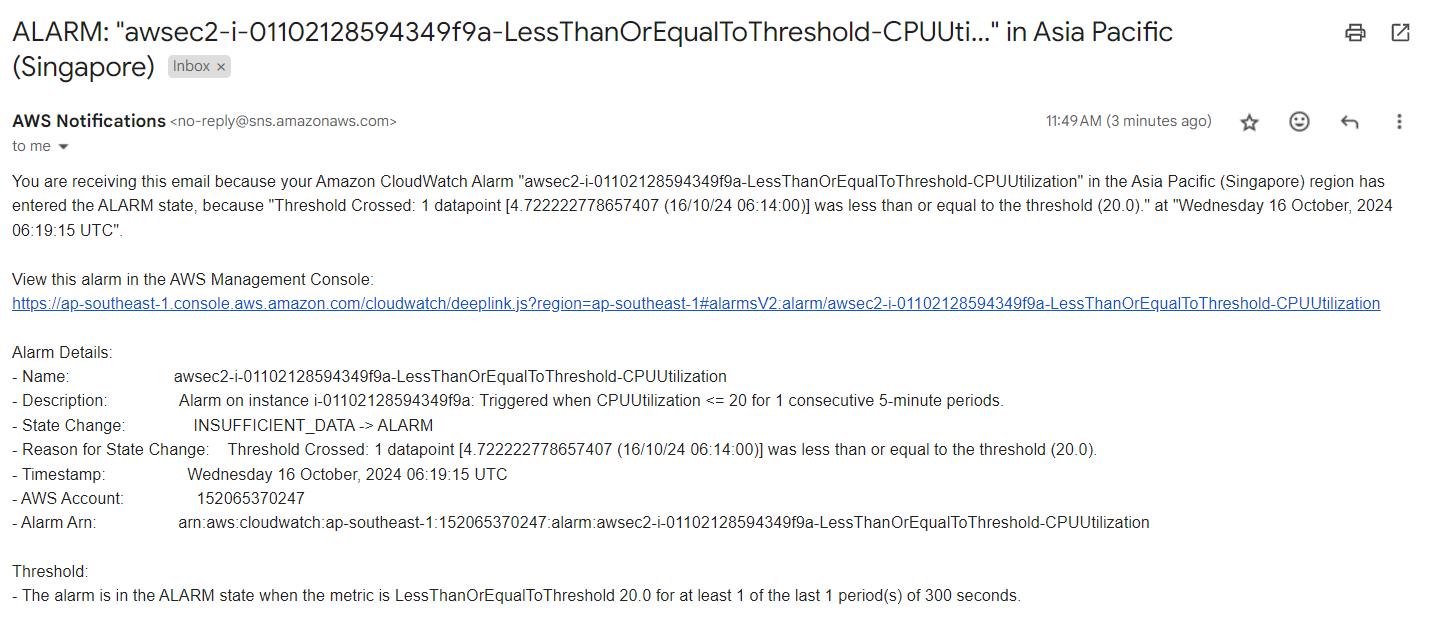 ALARM: "awsec2-i-01102128594349f9a-LessThanOrEqualToThreshold-CPUUti..." in Asia Pacific
(Singapore) Inbox ×
AWS Notifications <no-reply@sns.amazonaws.com> 11:49 AM (3 minutes ago)
to me
You are receiving this email because your Amazon CloudWatch Alarm "awsec2-i-01102128594349f9a-LessThanOrEqualToThreshold-CPUUtilization" in the Asia Pacific (Singapore) region has
entered the ALARM state, because "Threshold Crossed: 1 datapoint [4.722222778657407 (16/10/24 06:14:00)] was less than or equal to the threshold (20.0)." at "Wednesday 16 October, 2024
06:19:15 UTC".
View this alarm in the AWS Management Console:
https://ap-southeast-1.console.aws.amazon.com/cloudwatch/deeplink.js?region=ap-southeast-1#alarmsV2:alarm/awsec2-i-01102128594349f9a-LessThanOrEqualToThreshold-CPUUtilization
Alarm Details:
- Name: awsec2-i-01102128594349f9a-LessThanOrEqualToThreshold-CPUUtilization
- Description: Alarm on instance i-01102128594349f9a: Triggered when CPUUtilization <= 20 for 1 consecutive 5-minute periods.
- State Change: INSUFFICIENT_DATA -> ALARM
- Reason for State Change: Threshold Crossed: 1 datapoint [4.722222778657407 (16/10/24 06:14:00)] was less than or equal to the threshold (20.0).
- Timestamp: Wednesday 16 October, 2024 06:19:15 UTC
- AWS Account: 152065370247
- Alarm Arn: arn:aws:cloudwatch:ap-southeast-1:152065370247:alarm:awsec2-i-01102128594349f9a-LessThanOrEqualToThreshold-CPUUtilization
Threshold:
- The alarm is in the ALARM state when the metric is LessThanOrEqualToThreshold 20.0 for at least 1 of the last 1 period(s) of 300 seconds.